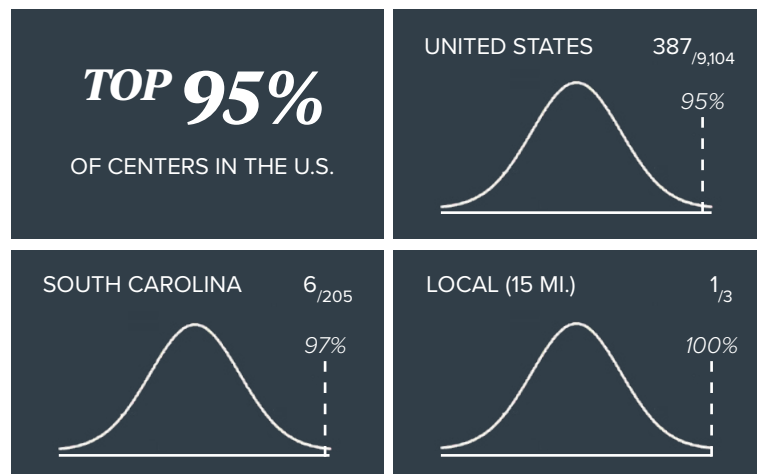 TOP 95%
OF CENTERS IN THE U.S.
UNITED STATES 387/9,104
95%
SOUTH CAROLINA 6/205
97%
LOCAL (15 MI.) 1/3
100%